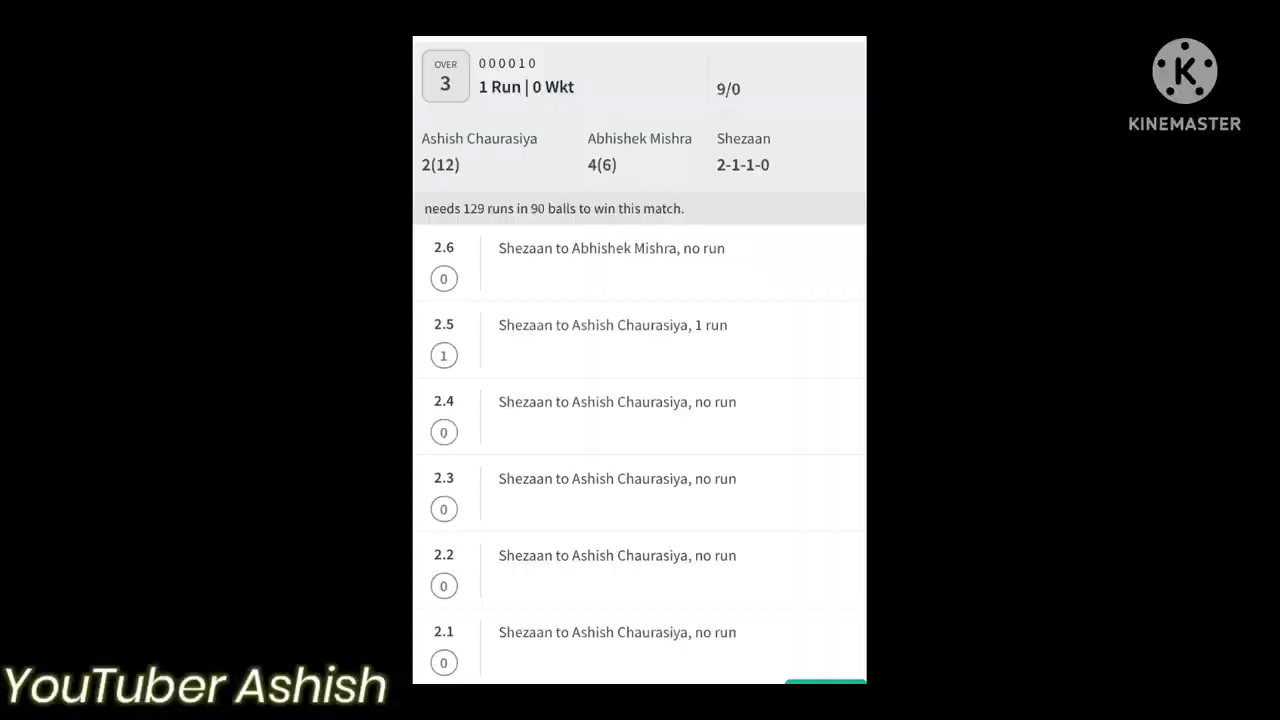 OVER
3
0 0 0 0 1 0
1 Run | 0 Wkt
9/0
Ashish Chaurasiya
Abhishek Mishra
Shezaan
2(12)
4(6)
2-1-1-0
needs 129 runs in 90 balls to win this match.
2.6
Shezaan to Abhishek Mishra, no run
0
2.5
Shezaan to Ashish Chaurasiya, 1 run
1
2.4
Shezaan to Ashish Chaurasiya, no run
0
2.3
Shezaan to Ashish Chaurasiya, no run
0
2.2
Shezaan to Ashish Chaurasiya, no run
0
2.1
Shezaan to Ashish Chaurasiya, no run
0
K
KINEMASTER
YouTuber Ashish